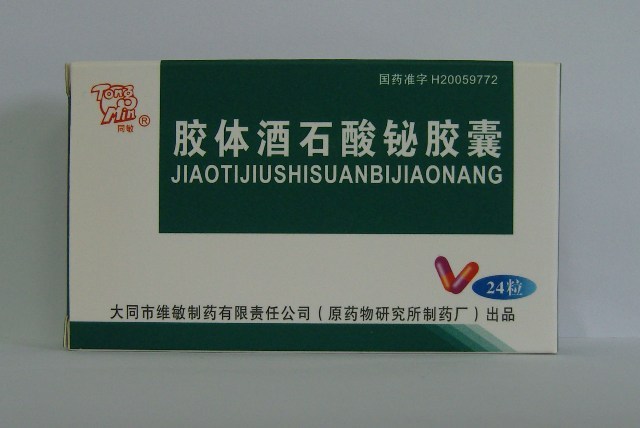 Tong
Min
同敏
®
国药准字 H20059772
胶体酒石酸铋胶囊
JIAOTIJIUSHISUANBIJIAONANG
24粒
大同市维敏制药有限责任公司（原药物研究所制药厂）出品